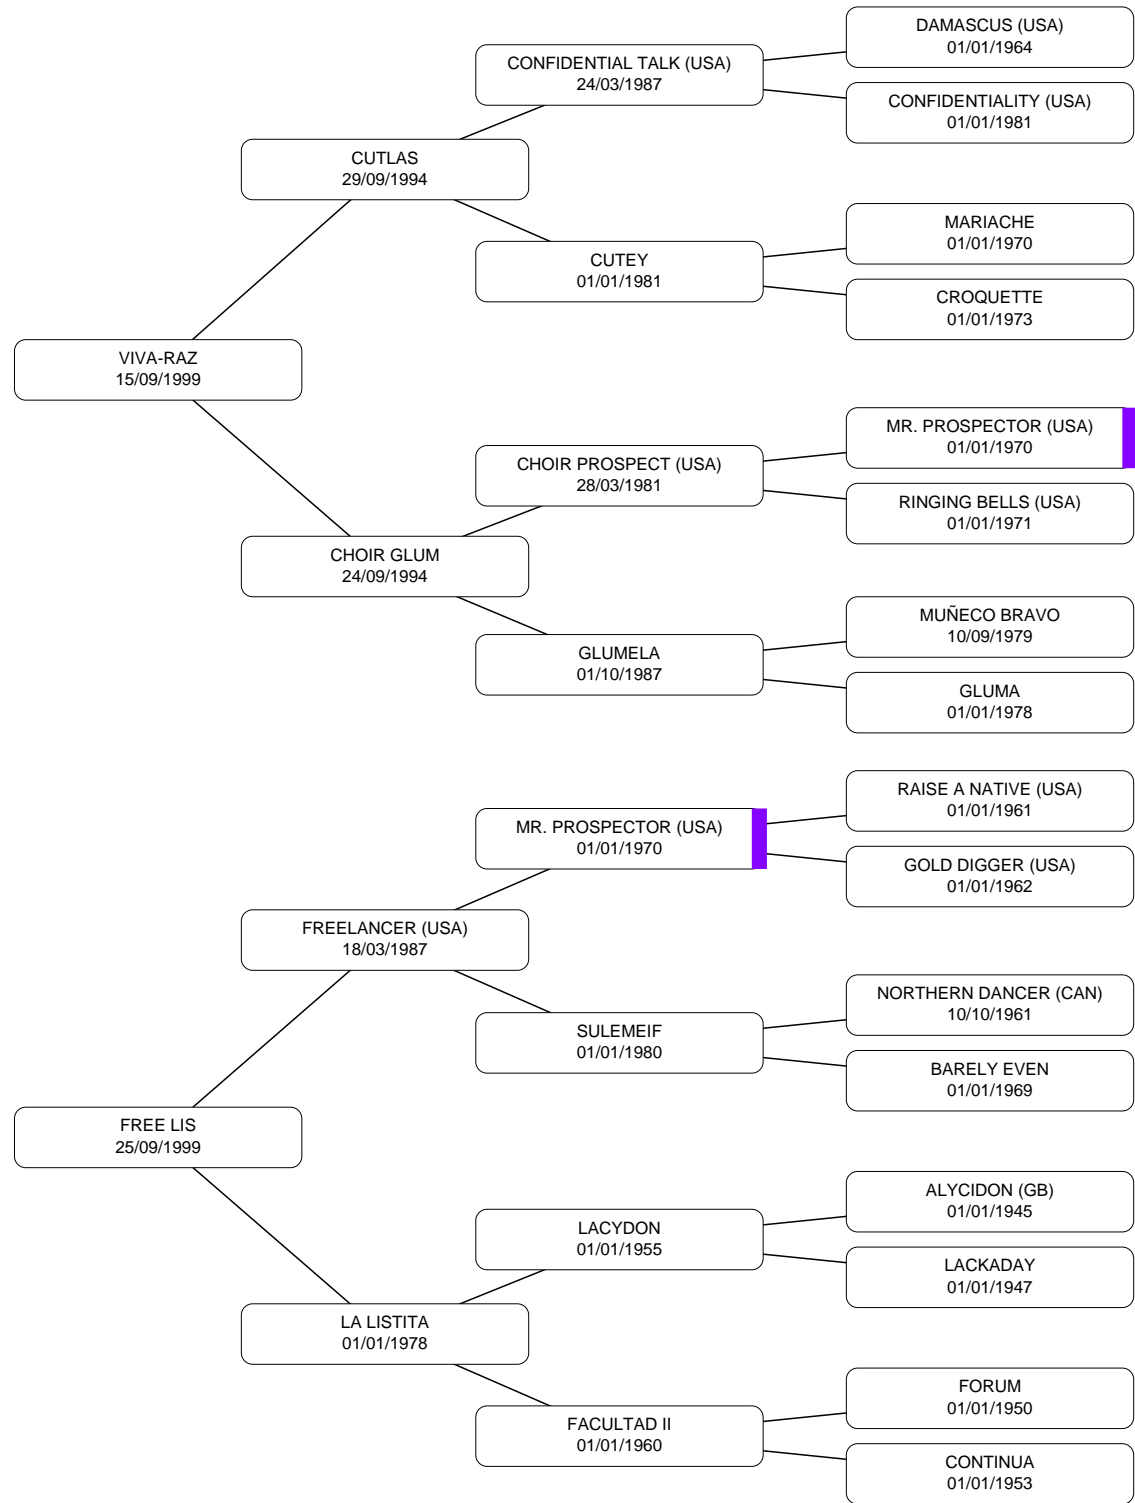 DAMASCUS (USA)
01/01/1964
CONFIDENTIAL TALK (USA)
24/03/1987
CONFIDENTIALITY (USA)
01/01/1981
CUTLAS
29/09/1994
MARIACHE
01/01/1970
CUTEY
01/01/1981
CROQUETTE
01/01/1973
VIVA-RAZ
15/09/1999
MR. PROSPECTOR (USA)
01/01/1970
CHOIR PROSPECT (USA)
28/03/1981
RINGING BELLS (USA)
01/01/1971
CHOIR GLUM
24/09/1994
MUÑECO BRAVO
10/09/1979
GLUMELA
01/10/1987
GLUMA
01/01/1978
RAISE A NATIVE (USA)
01/01/1961
MR. PROSPECTOR (USA)
01/01/1970
GOLD DIGGER (USA)
01/01/1962
FREELANCER (USA)
18/03/1987
NORTHERN DANCER (CAN)
10/10/1961
SULEMEIF
01/01/1980
BARELY EVEN
01/01/1969
FREE LIS
25/09/1999
ALYCIDON (GB)
01/01/1945
LACYDON
01/01/1955
LACKADAY
01/01/1947
LA LISTITA
01/01/1978
FORUM
01/01/1950
FACULTAD II
01/01/1960
CONTINUA
01/01/1953